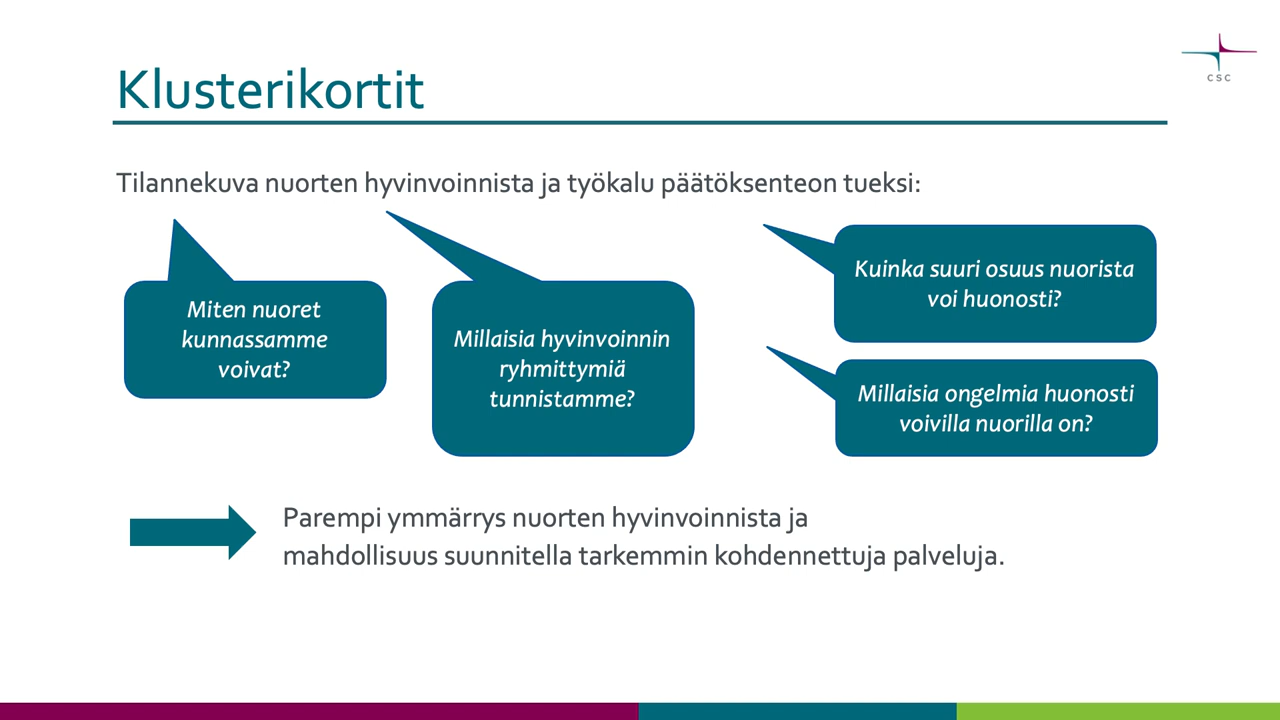 CSC
Klusterikortit
Tilannekuva nuorten hyvinvoinnista ja työkalu päätöksenteon tueksi:
Miten nuoret
kunnassamme
voivat?
Millaisia hyvinvoinnin
ryhmittymiä
tunnistamme?
Kuinka suuri osuus nuorista
voi huonosti?
Millaisia ongelmia huonosti
voivilla nuorilla on?
Parempi ymmärrys nuorten hyvinvoinnista ja
mahdollisuus suunnitella tarkemmin kohdennettuja palveluja.